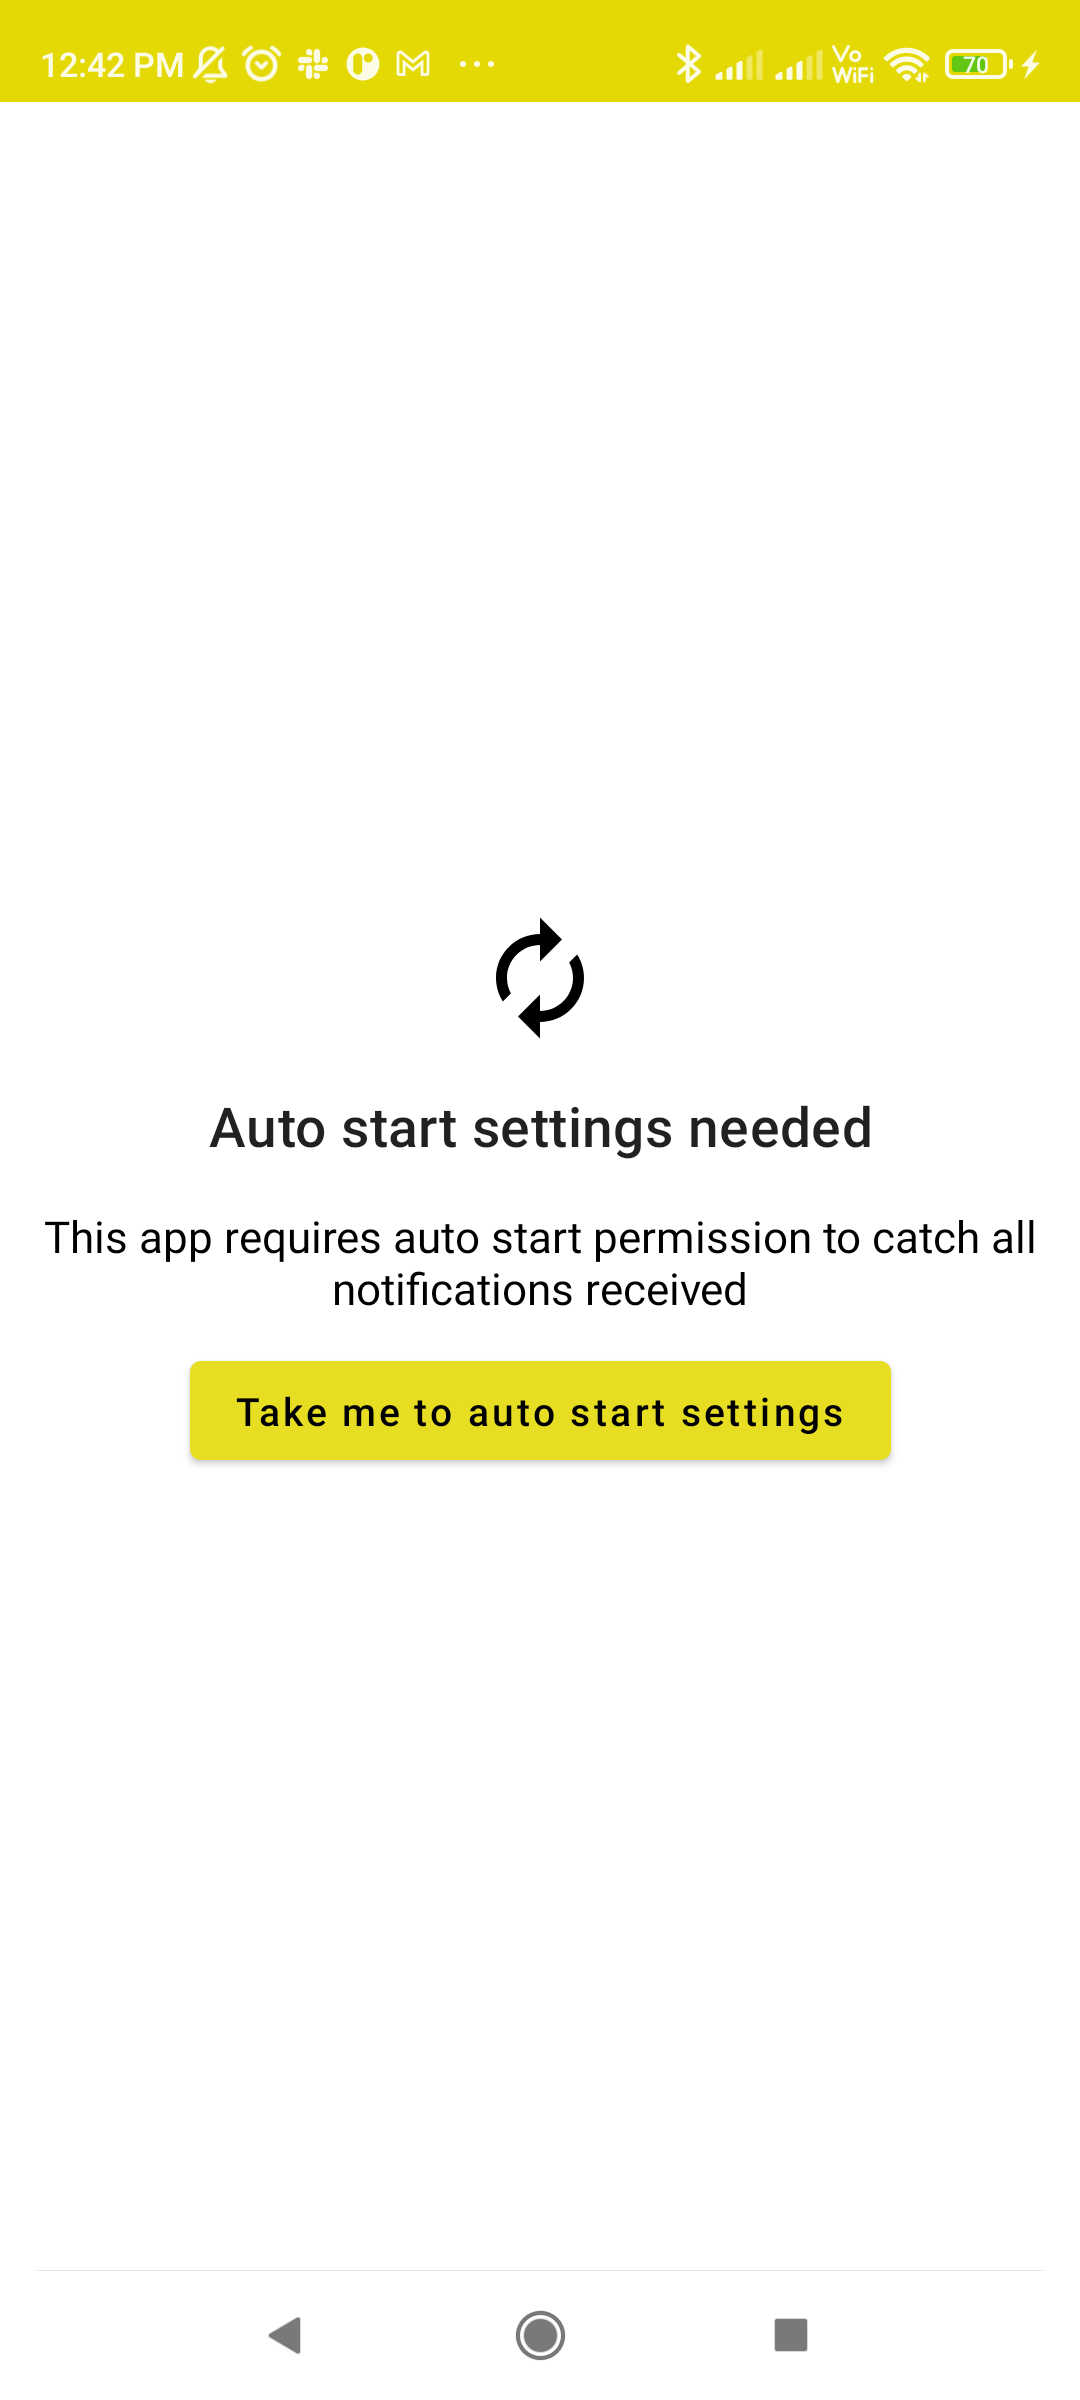 12:42 PM
Vo
WiFi
70
Auto start settings needed
This app requires auto start permission to catch all
notifications received
Take me to auto start settings